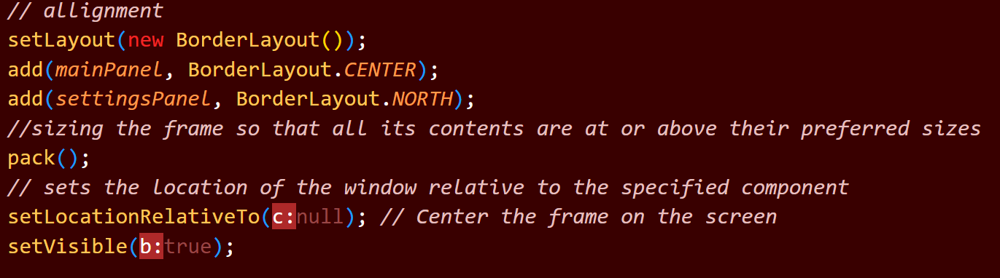 // allignment
setLayout(new BorderLayout());
add(mainPanel, BorderLayout.CENTER);
add(settingsPanel, BorderLayout.NORTH);
//sizing the frame so that all its contents are at or above their preferred sizes
pack();
// sets the location of the window relative to the specified component
setLocationRelativeTo(c:null); // Center the frame on the screen
setVisible(b:true);